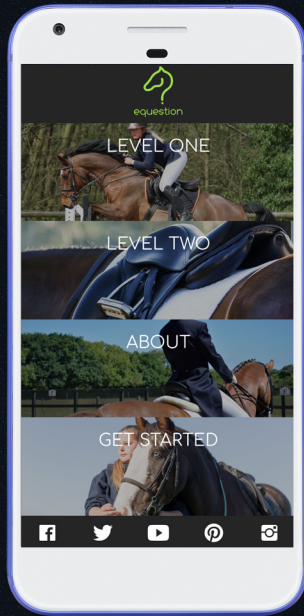 equestion
LEVEL ONE
LEVEL TWO
ABOUT
GET STARTED